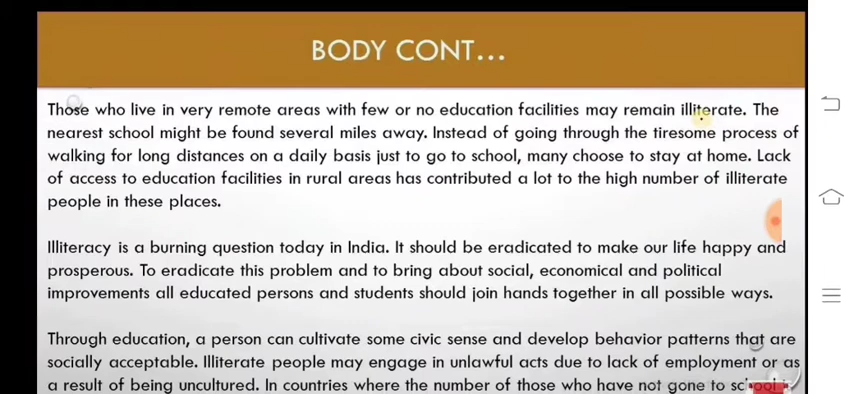 BODY CONT...
Those who live in very remote areas with few or no education facilities may remain illiterate. The
nearest school might be found several miles away. Instead of going through the tiresome process of
walking for long distances on a daily basis just to go to school, many choose to stay at home. Lack
of access to education facilities in rural areas has contributed a lot to the high number of illiterate
people in these places.
Illiteracy is a burning question today in India. It should be eradicated to make our life happy and
prosperous. To eradicate this problem and to bring about social, economical and political
improvements all educated persons and students should join hands together in all possible ways.
Through education, a person can cultivate some civic sense and develop behavior patterns that are
socially acceptable. Illiterate people may engage in unlawful acts due to lack of employment or as
a result of being uncultured. In countries where the number of those who have not gone to school